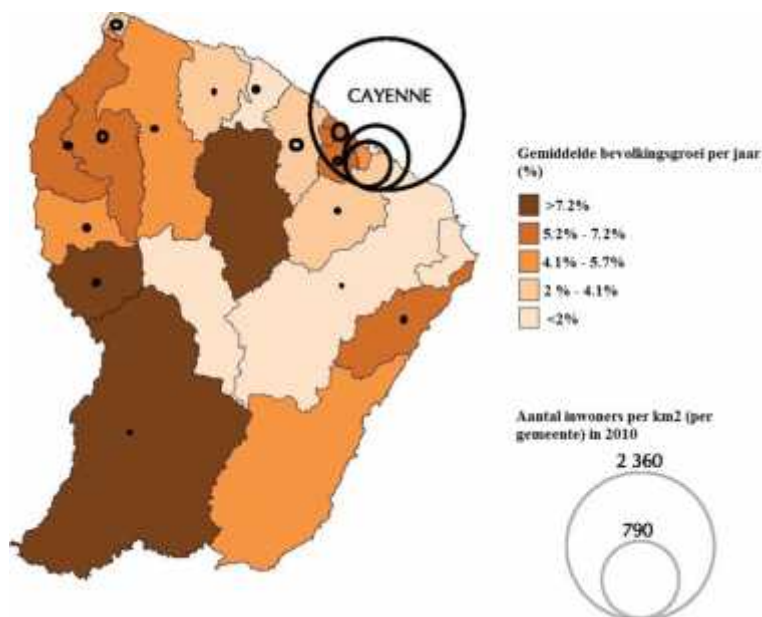 CAYENNE
Gemiddelde bevolkingsgroei per jaar
(%)
>7.2%
5.2% - 7.2%
4.1% - 5.7%
2 % - 4.1%
<2%
Aantal inwoners per km2 (per
gemeente) in 2010
2 360
790